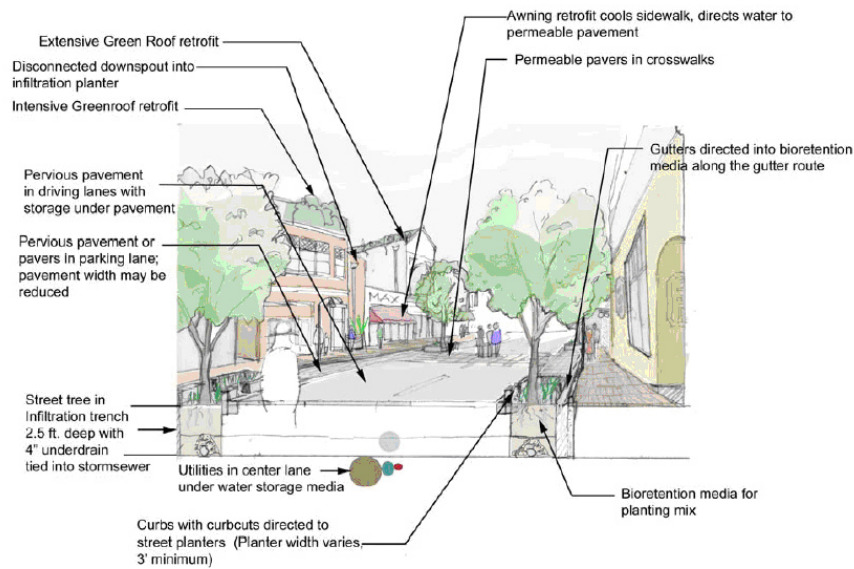 Awning retrofit cools sidewalk, directs water to
permeable pavement
Extensive Green Roof retrofit
Permeable pavers in crosswalks
Disconnected downspout into
infiltration planter
Intensive Greenroof retrofit
Gutters directed into bioretention
media along the gutter route
Pervious pavement
in driving lanes with
storage under pavement
Pervious pavement or
pavers in parking lane;
pavement width may be
reduced
MAX
Street tree in
Infiltration trench
2.5 ft. deep with
4" underdrain
tied into stormsewer
Utilities in center lane
under water storage media
Bioretention media for
planting mix
Curbs with curbcuts directed to
street planters (Planter width varies,
3' minimum)